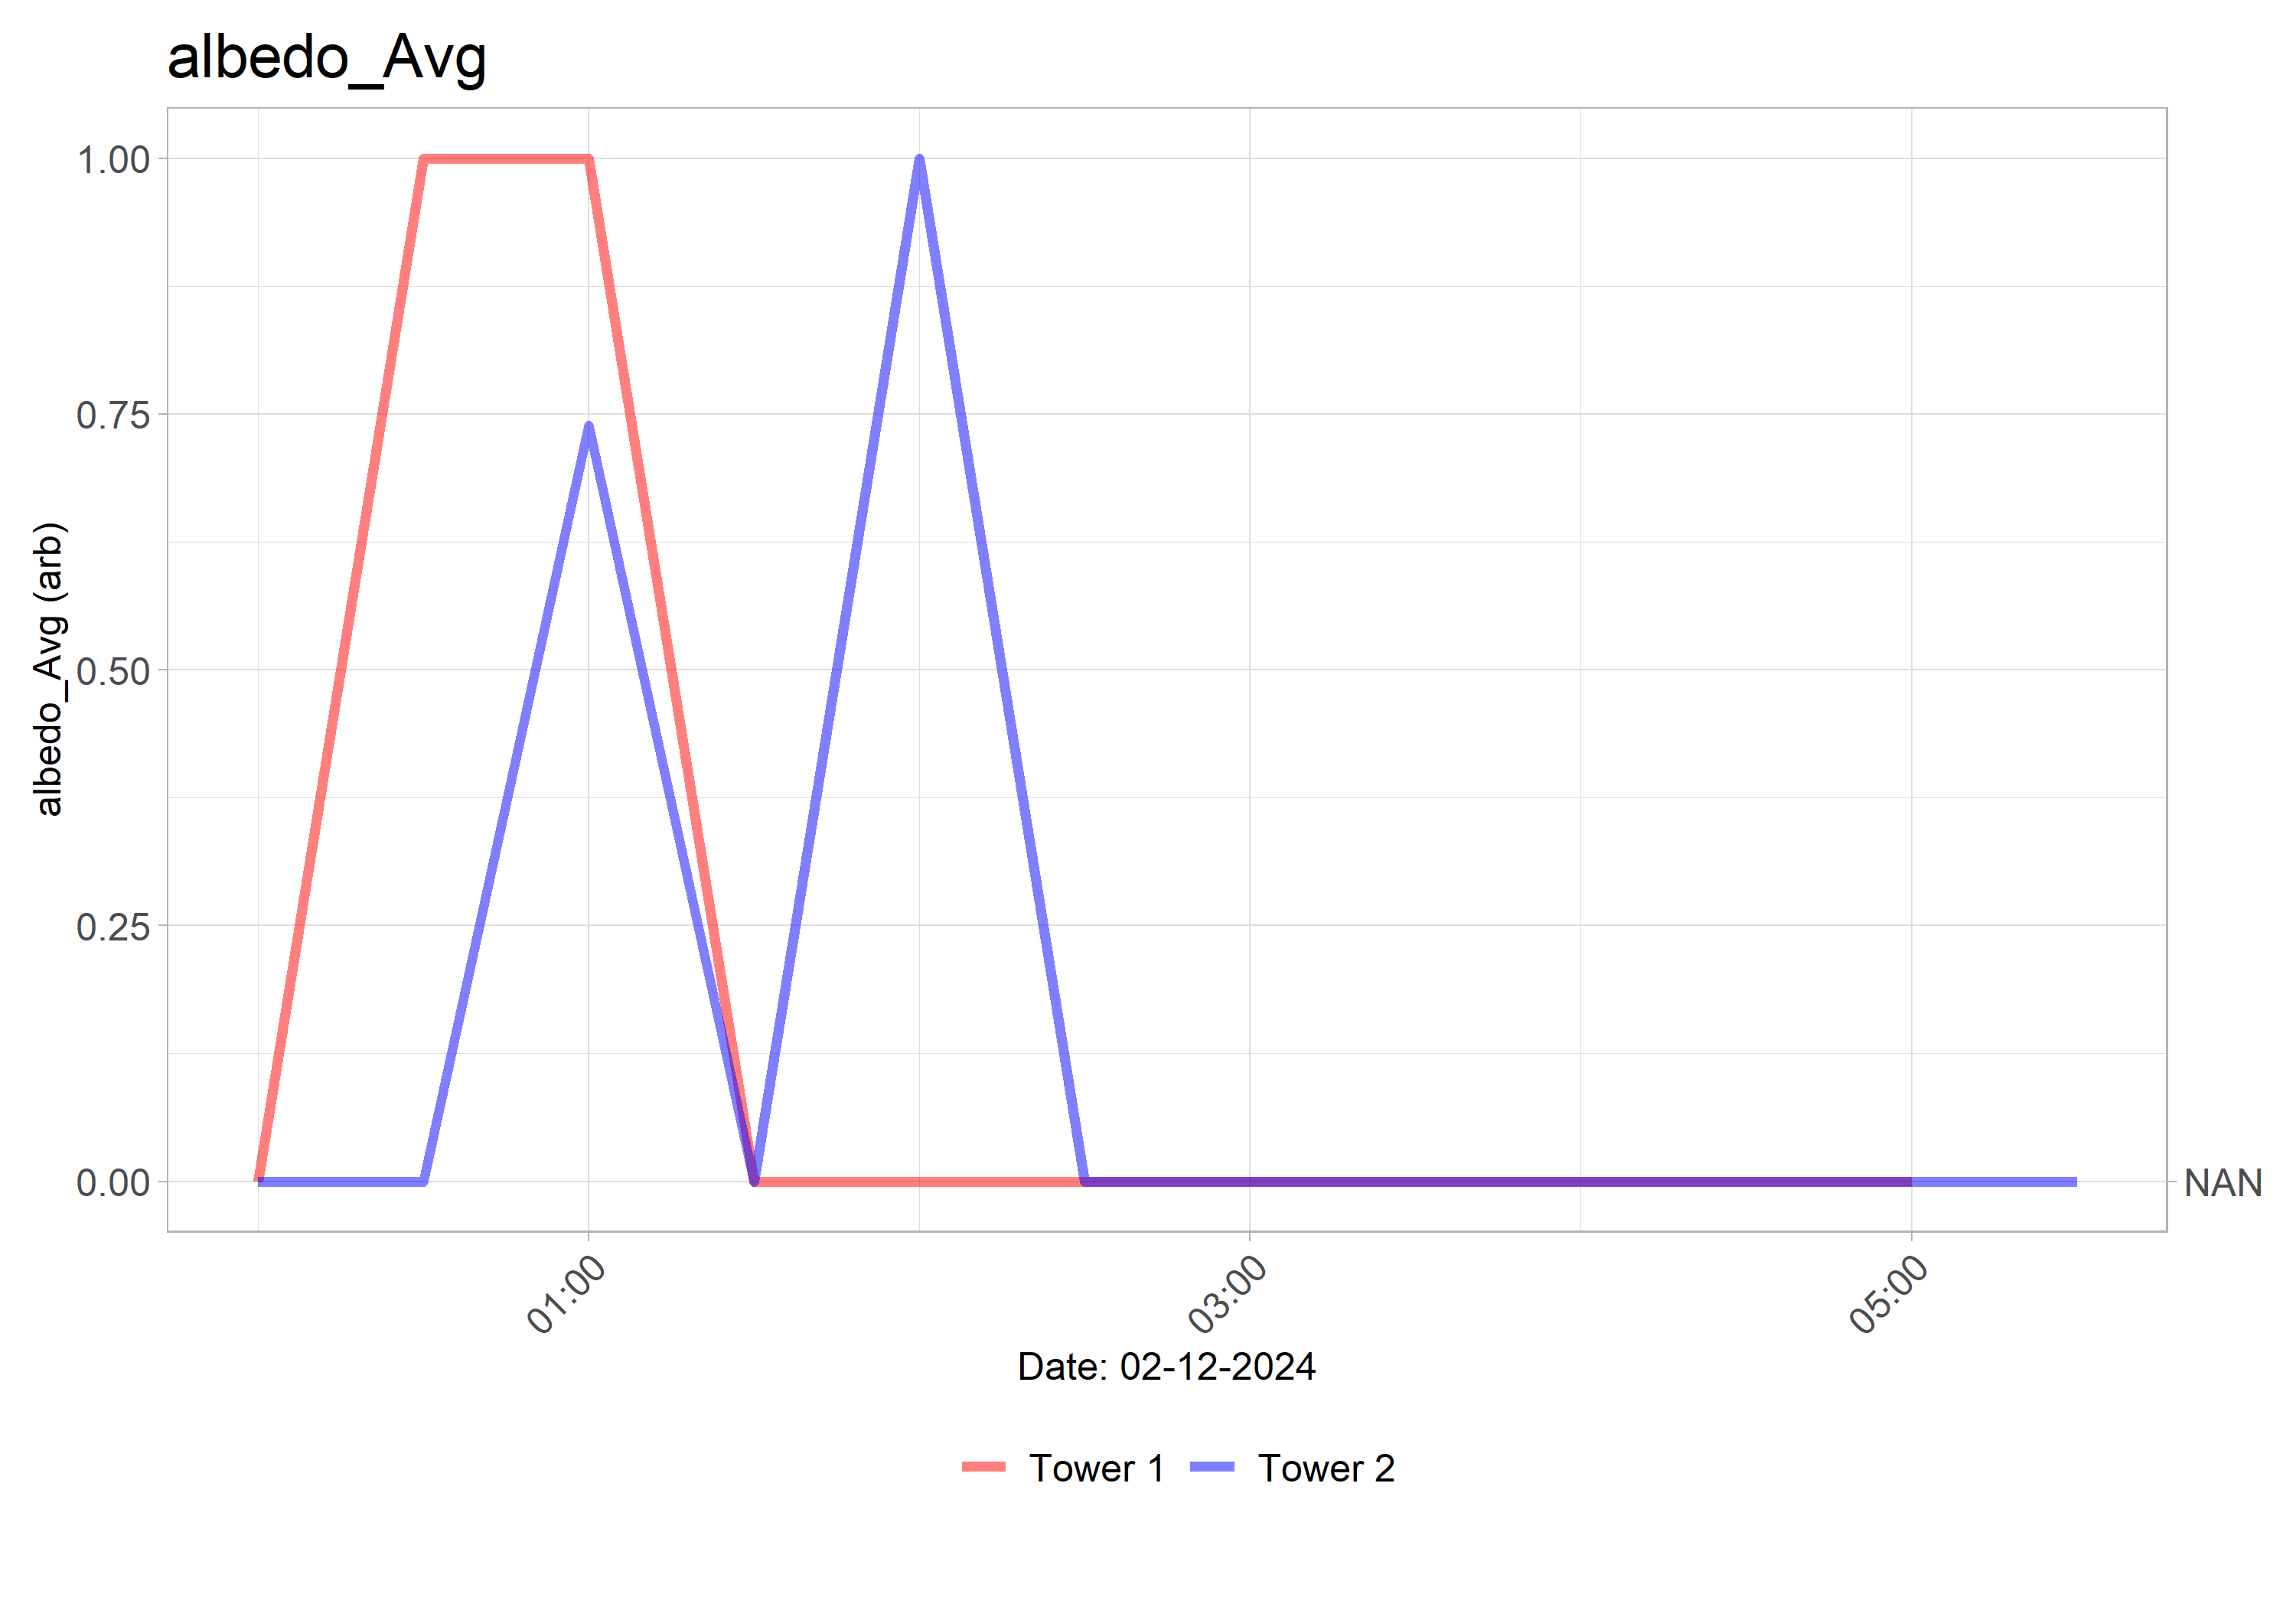 albedo_Avg
1.00
0.75
0.50
0.25
0.00
albedo_Avg (arb)
NAN
01:00
03:00
05:00
Date: 02-12-2024
Tower 1
Tower 2